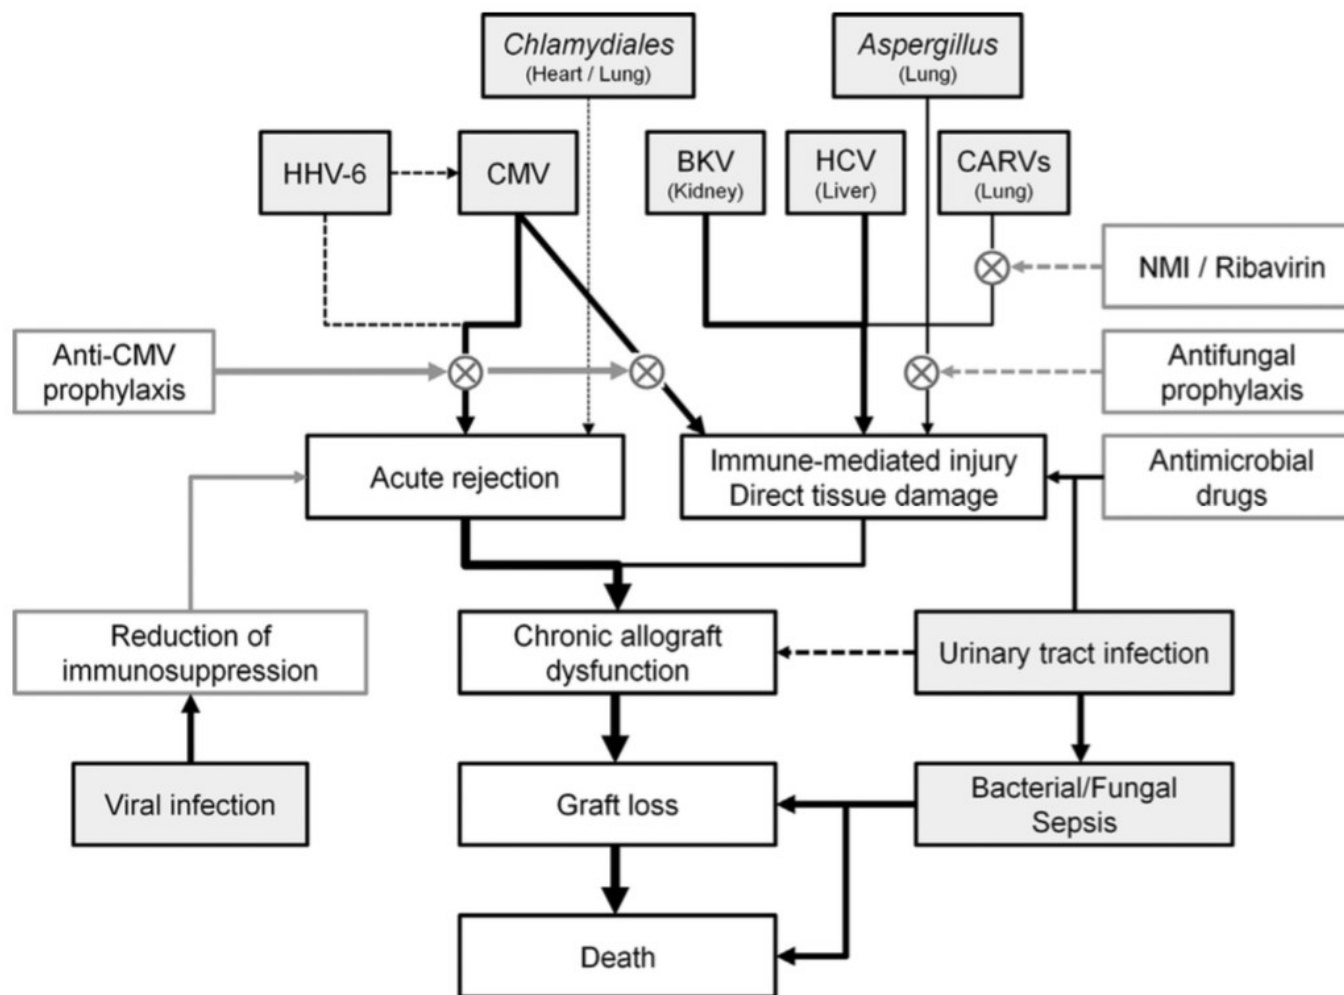 Chlamydiales
(Heart / Lung)
Aspergillus
(Lung)
HHV-6
CMV
BKV
(Kidney)
HCV
(Liver)
CARVs
(Lung)
NMI / Ribavirin
Anti-CMV
prophylaxis
Antifungal
prophylaxis
Acute rejection
Immune-mediated injury
Direct tissue damage
Antimicrobial
drugs
Reduction of
immunosuppression
Chronic allograft
dysfunction
Urinary tract infection
Viral infection
Graft loss
Bacterial/Fungal
Sepsis
Death